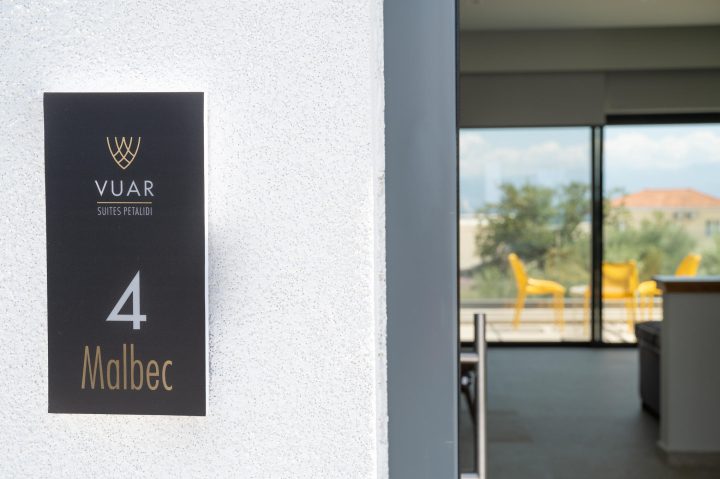 VUAR
SUITES PETALIDI
4
Malbec